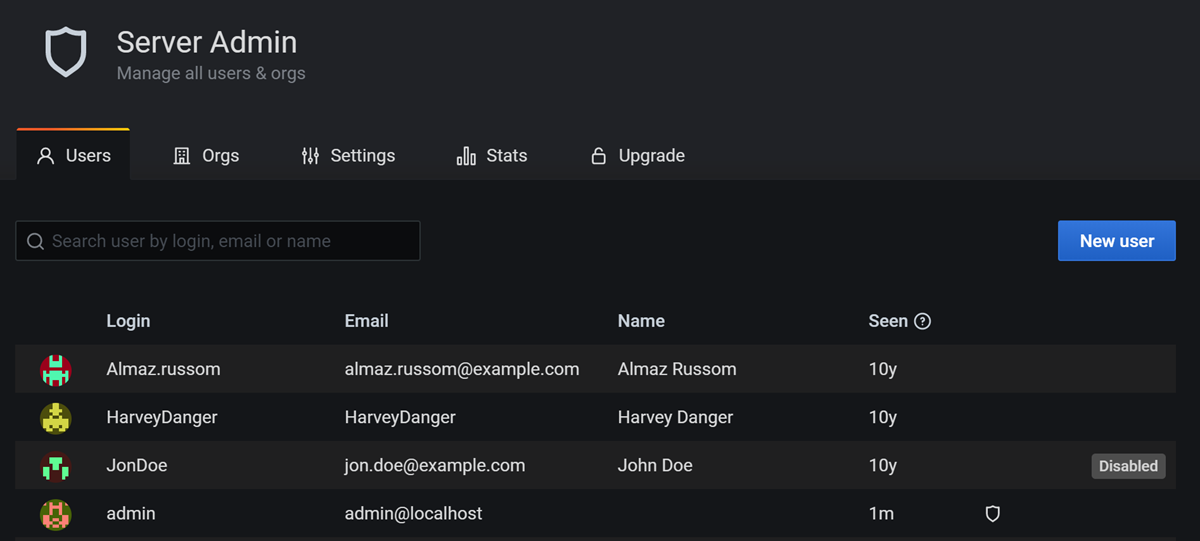 Server Admin
Manage all users & orgs
Users Orgs Settings Stats Upgrade
Search user by login, email or name New user
Login Email Name Seen
Almaz.russom almaz.russom@example.com Almaz Russom 10y
HarveyDanger HarveyDanger Harvey Danger 10y
JonDoe jon.doe@example.com John Doe 10y Disabled
admin admin@localhost 1m